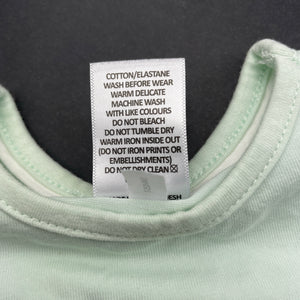 COTTON/ELASTANE
WASH BEFORE WEAR
WARM DELICATE
MACHINE WASH
WITH LIKE COLOURS
DO NOT BLEACH
DO NOT TUMBLE DRY
WARM IRON INSIDE OUT
(DO NOT IRON PRINTS OR
EMBELLISHMENTS)
DO NOT DRY CLEAN ☒